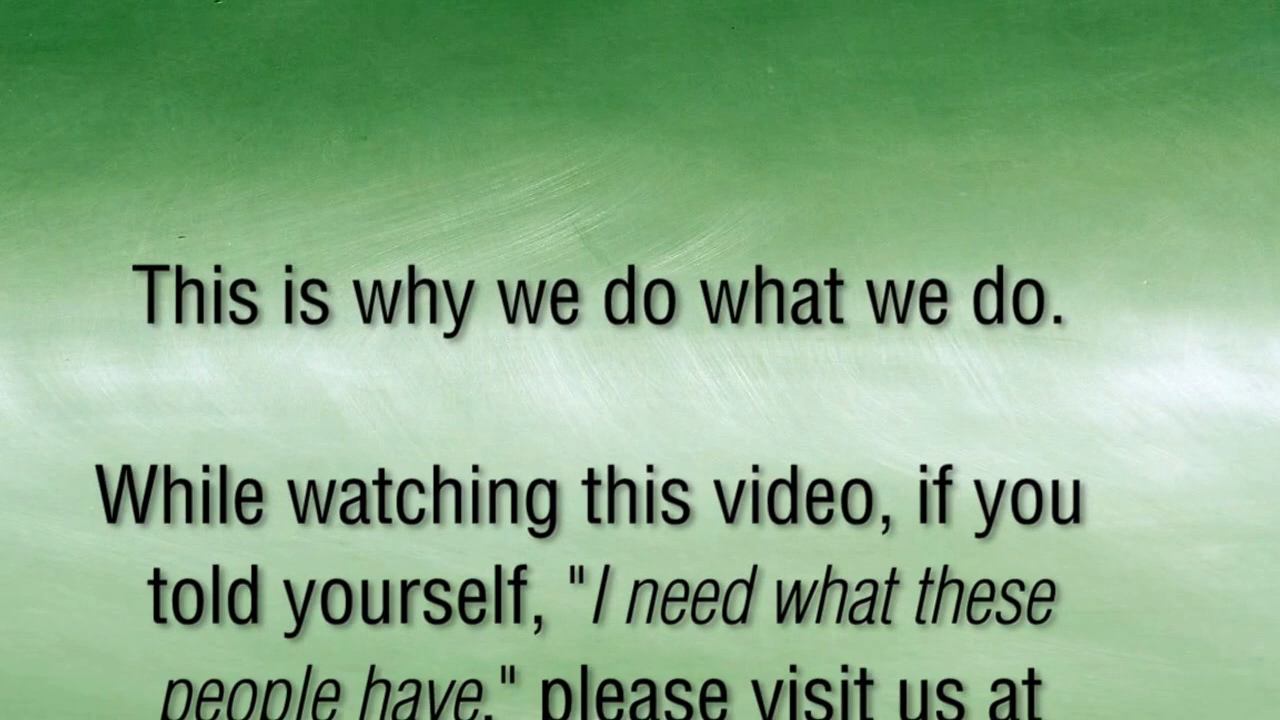 This is why we do what we do.
While watching this video, if you
told yourself, "I need what these
people have," please visit us at